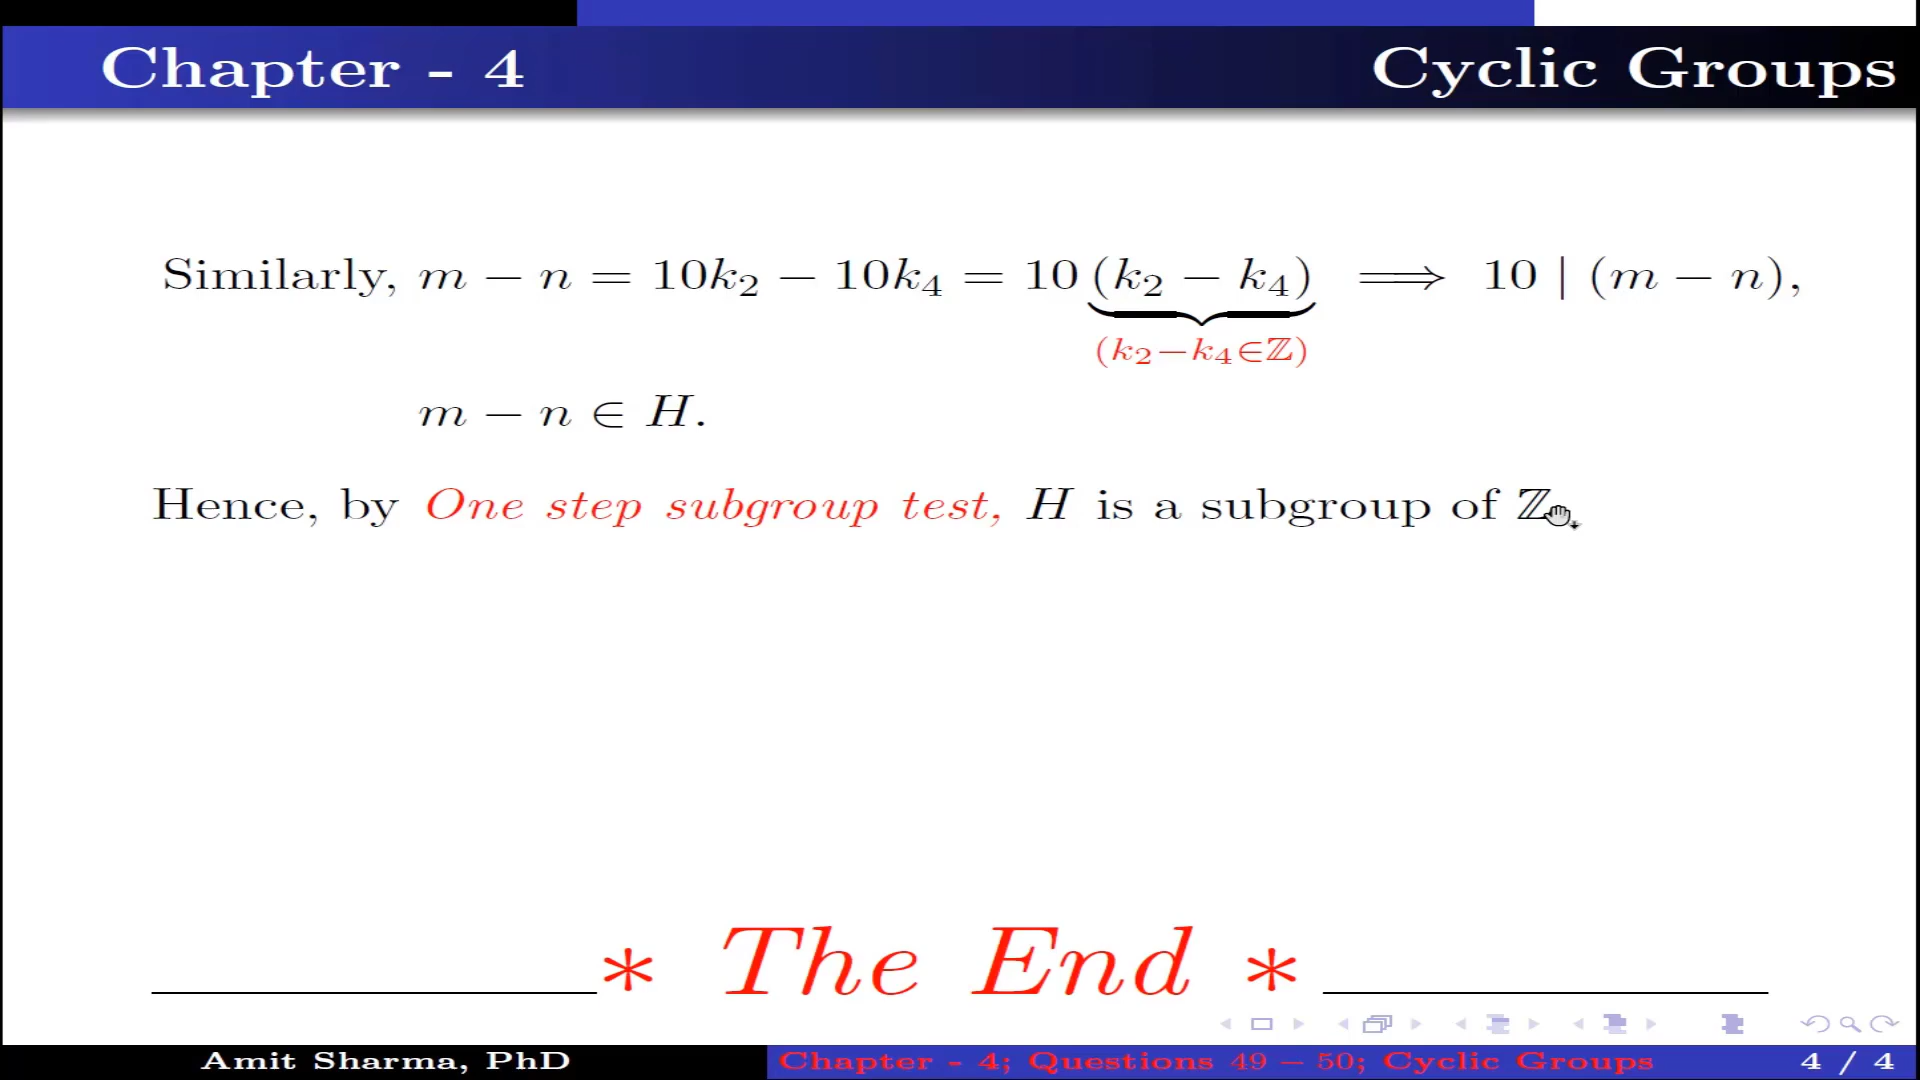 Chapter - 4 Cyclic Groups
Similarly, m − n = 10k₂ − 10k₄ = 10 (k₂ − k₄) ⟹ 10 | (m − n),
(k₂−k₄∈ℤ)
m − n ∈ H.
Hence, by One step subgroup test, H is a subgroup of ℤ
* The End *
Amit Sharma, PhD Chapter - 4; Questions 49 − 50; Cyclic Groups 4 / 4